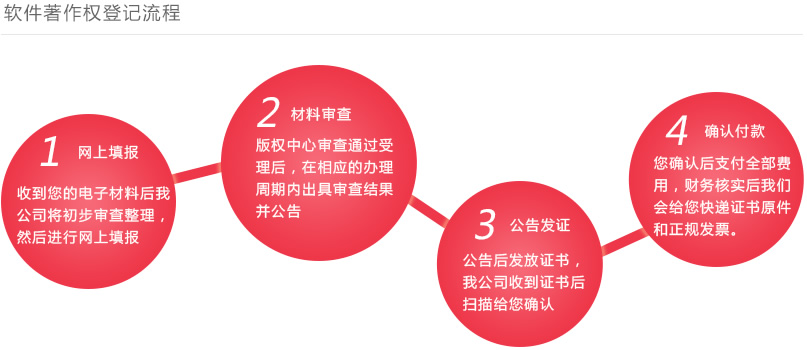 软件著作权登记流程
1 网上填报
收到您的电子材料后我
公司将初步审查整理，
然后进行网上填报
2 材料审查
版权中心审查通过受
理后，在相应的办理
周期内出具审查结果
并公告
3 公告发证
公告后发放证书，
我公司收到证书后
扫描给您确认
4 确认付款
您确认后支付全部费
用，财务核实后我们
会给您快递证书原件
和正规发票。